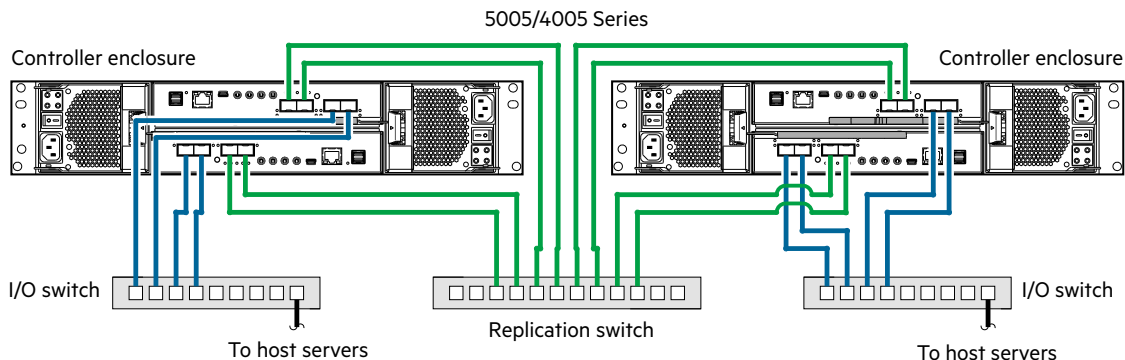 5005/4005 Series
Controller enclosure
Controller enclosure
I/O switch
I/O switch
Replication switch
To host servers
To host servers